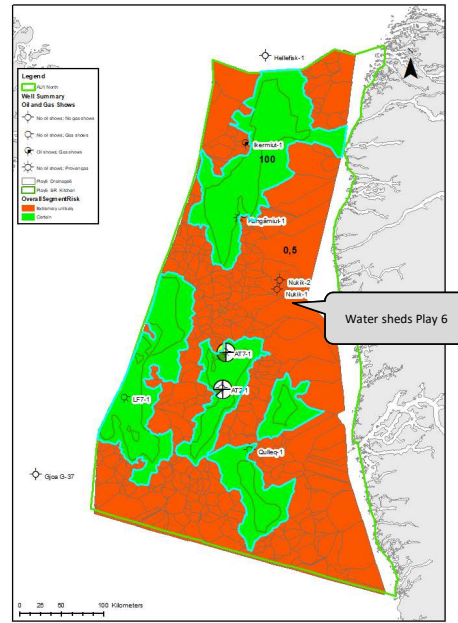 Hellefisk-1
Legend
AUI North
Well Summary
Oil and Gas Shows
No oil shows; No gas shows
No oil shows; Gas shows
Oil shows; Gas shows
No oil shows; Proven gas
Play6
Play6
Overall Segment Risk
Extremely unlikely
Certain
Ikermiut-1
100
Kangâmiut-1
0,5
Nukik-2
Nukik-1
Water sheds Play 6
AT7-1
AT2-1
LF7-1
Qulleq-1
Gjoa G-37
0 25 50 100 Kilometers